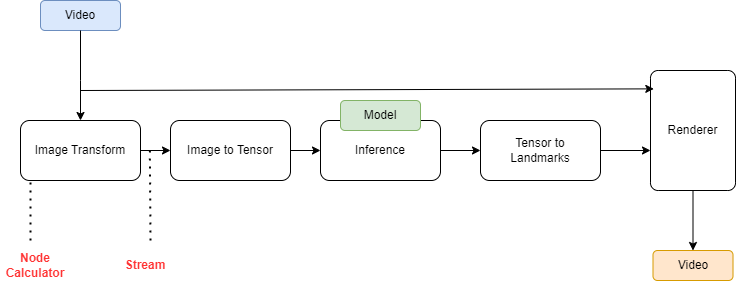 Video
Model
Image Transform
Image to Tensor
Inference
Tensor to
Landmarks
Renderer
Node
Calculator
Stream
Video